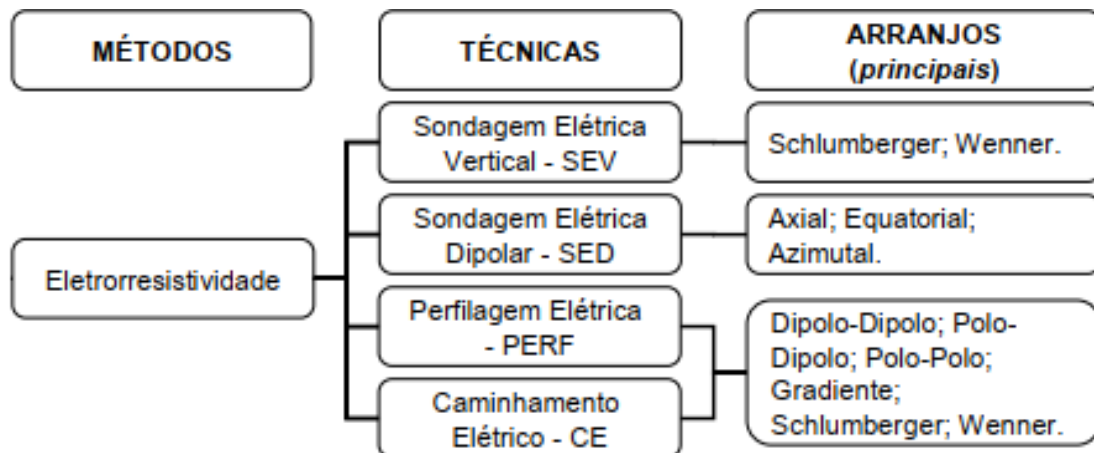 MÉTODOS
TÉCNICAS
ARRANJOS
(principais)
Eletrorresistividade
Sondagem Elétrica
Vertical - SEV
Schlumberger; Wenner.
Sondagem Elétrica
Dipolar - SED
Axial; Equatorial;
Azimutal.
Perfilagem Elétrica
- PERF
Caminhamento
Elétrico - CE
Dipolo-Dipolo; Polo-
Dipolo; Polo-Polo;
Gradiente;
Schlumberger; Wenner.